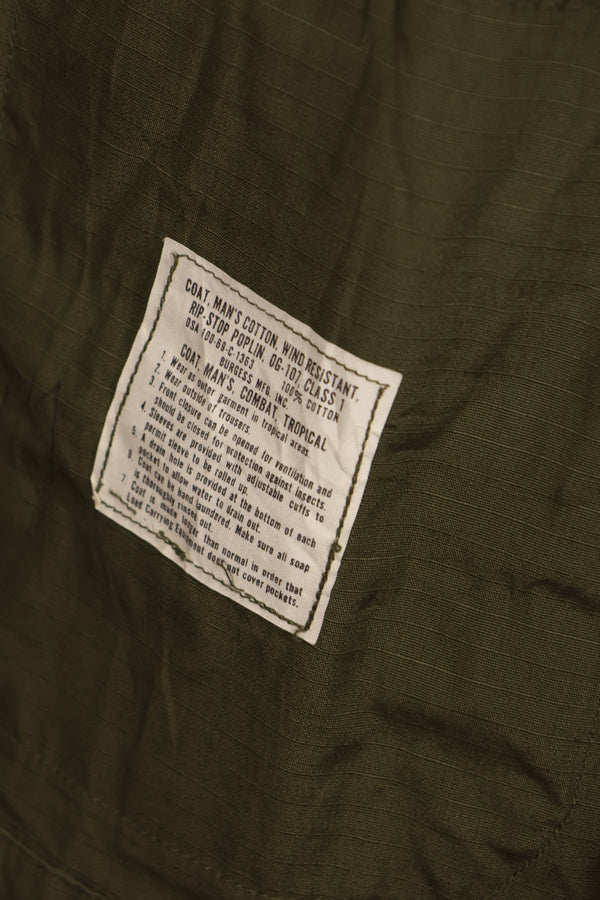 COAT, MAN'S COTTON, WIND RESISTANT,
RIP-STOP POPLIN, OG-107, CLASS 1
DSA 100-69-C-1363 100% COTTON
BURGESS MFG. INC.
COAT, MAN'S, COMBAT, TROPICAL
1. Wear as outer garment in tropical areas.
2. Wear outside of trousers.
3. Front closure can be opened for ventilation and
should be closed for protection against insects.
4. Sleeves are provided with adjustable cuffs to
permit sleeve to be rolled up.
5. A drain hole is provided at the bottom of each
pocket to allow water to drain out.
6. Coat can be hand laundered. Make sure all soap
is thoroughly rinsed out.
7. Coat is made longer than normal in order that
Load Carrying Equipment does not cover pockets.